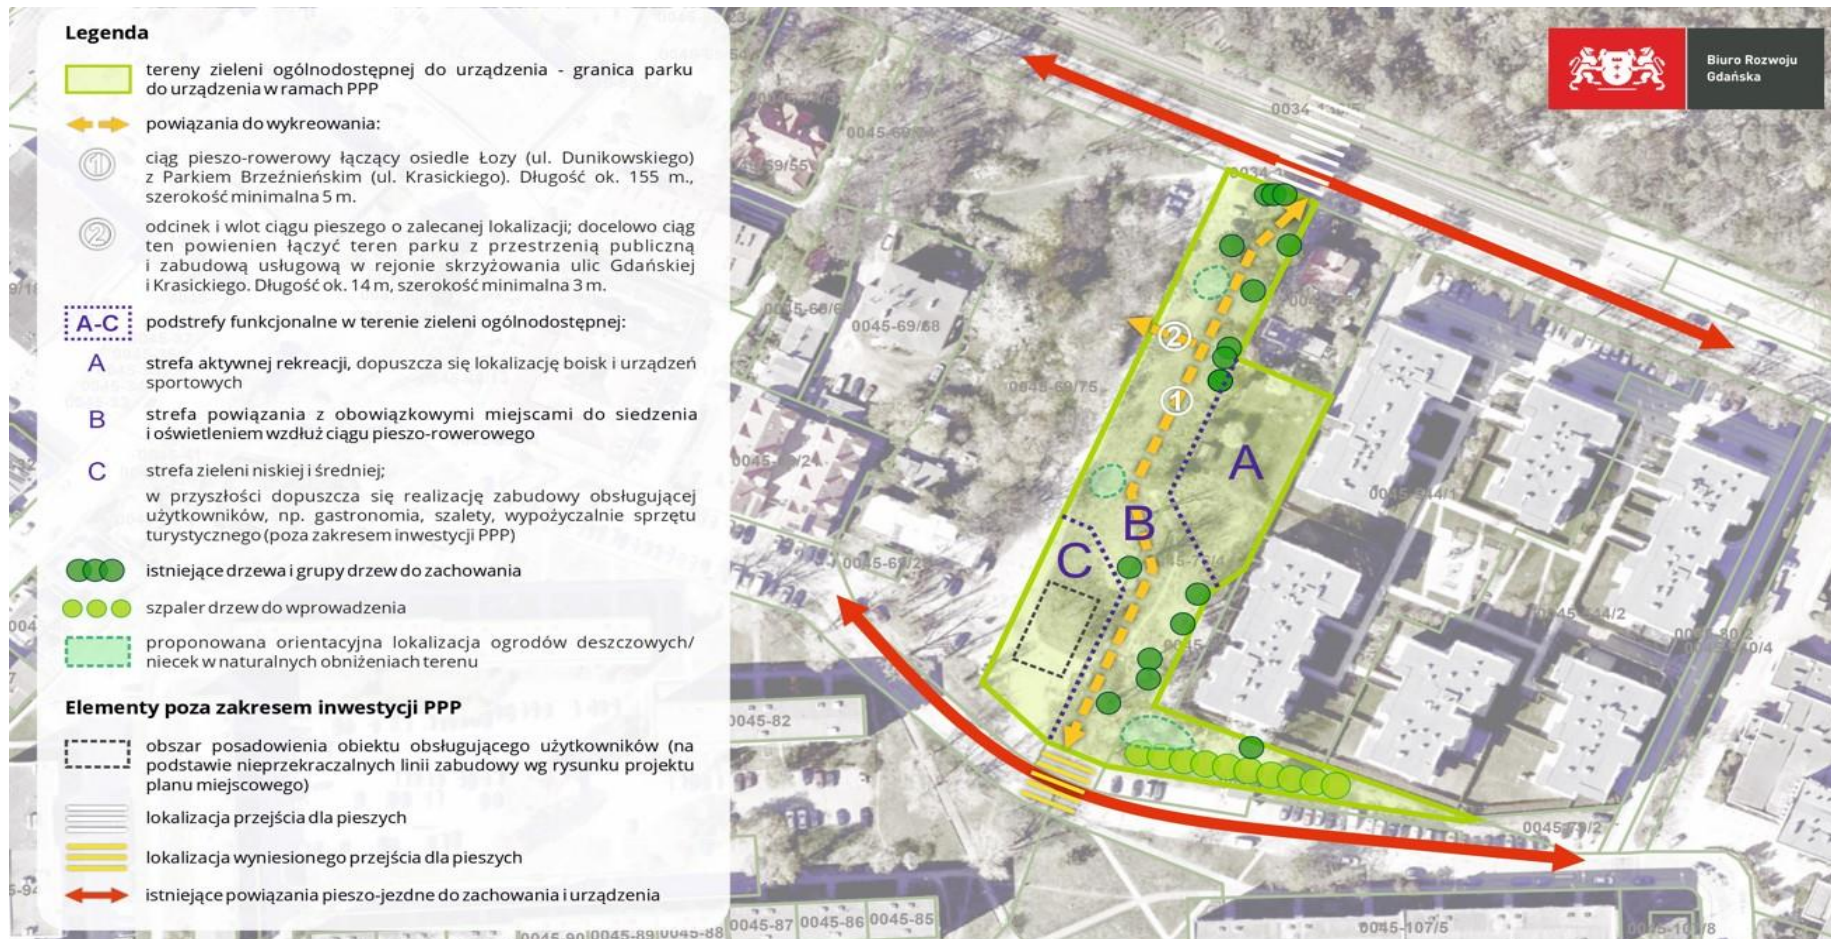 Legenda
tereny zieleni ogólnodostępnej do urządzenia - granica parku
do urządzenia w ramach PPP
powiązania do wykreowania:
1
ciąg pieszo-rowerowy łączący osiedle Łozy (ul. Dunikowskiego)
z Parkiem Brzeźnieńskim (ul. Krasickiego). Długość ok. 155 m.,
szerokość minimalna 5 m.
2
odcinek i wlot ciągu pieszego o zalecanej lokalizacji; docelowo ciąg
ten powienien łączyć teren parku z przestrzenią publiczną
i zabudową usługową w rejonie skrzyżowania ulic Gdańskiej
i Krasickiego. Długość ok. 14 m, szerokość minimalna 3 m.
A-C
podstrefy funkcjonalne w terenie zieleni ogólnodostępnej:
A
strefa aktywnej rekreacji, dopuszcza się lokalizację boisk i urządzeń
sportowych
B
strefa powiązania z obowiązkowymi miejscami do siedzenia
i oświetleniem wzdłuż ciągu pieszo-rowerowego
C
strefa zieleni niskiej i średniej;
w przyszłości dopuszcza się realizację zabudowy obsługującej
użytkowników, np. gastronomia, szalety, wypożyczalnie sprzętu
turystycznego (poza zakresem inwestycji PPP)
istniejące drzewa i grupy drzew do zachowania
szpaler drzew do wprowadzenia
proponowana orientacyjna lokalizacja ogrodów deszczowych/
niecek w naturalnych obniżeniach terenu
Elementy poza zakresem inwestycji PPP
obszar posadowienia obiektu obsługującego użytkowników (na
podstawie nieprzekraczalnych linii zabudowy wg rysunku projektu
planu miejscowego)
lokalizacja przejścia dla pieszych
lokalizacja wyniesionego przejścia dla pieszych
istniejące powiązania pieszo-jezdne do zachowania i urządzenia
Biuro Rozwoju
Gdańska
2
1
A
B
C
0045-69/68
0045-69/75
0045-82
0045-344/1
0045-79/2
0045-87
0045-86
0045-85
0045-107/5